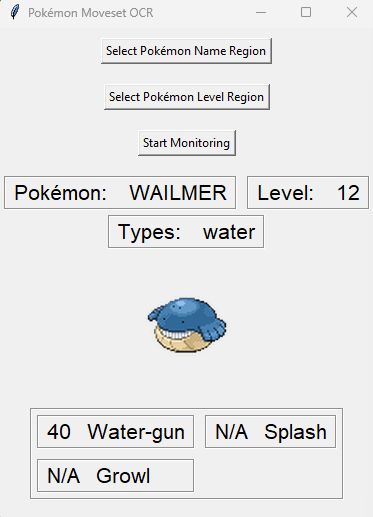 Pokémon Moveset OCR
Select Pokémon Name Region
Select Pokémon Level Region
Start Monitoring
Pokémon: WAILMER Level: 12
Types: water
40 Water-gun N/A Splash
N/A Growl